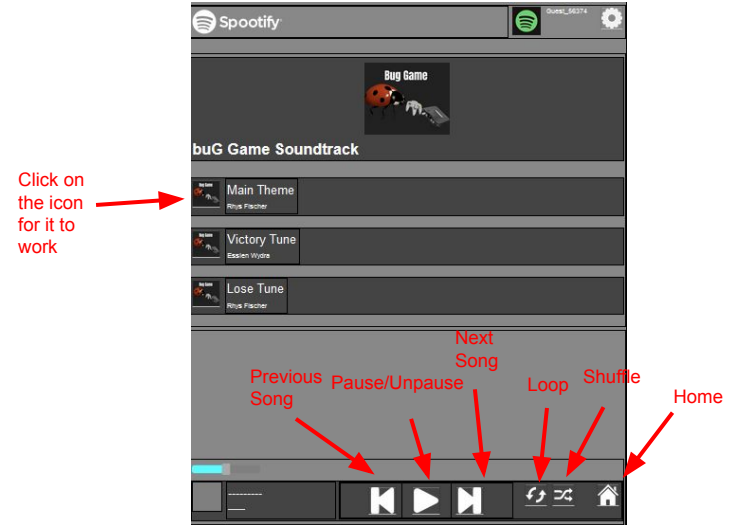 Spootify
Guest_56374
Bug Game
buG Game Soundtrack
Click on
the icon
for it to
work
Main Theme
Rhys Fischer
Victory Tune
Essien Wydra
Lose Tune
Rhys Fischer
Previous
Song
Pause/Unpause
Next
Song
Loop
Shuffle
Home
---------